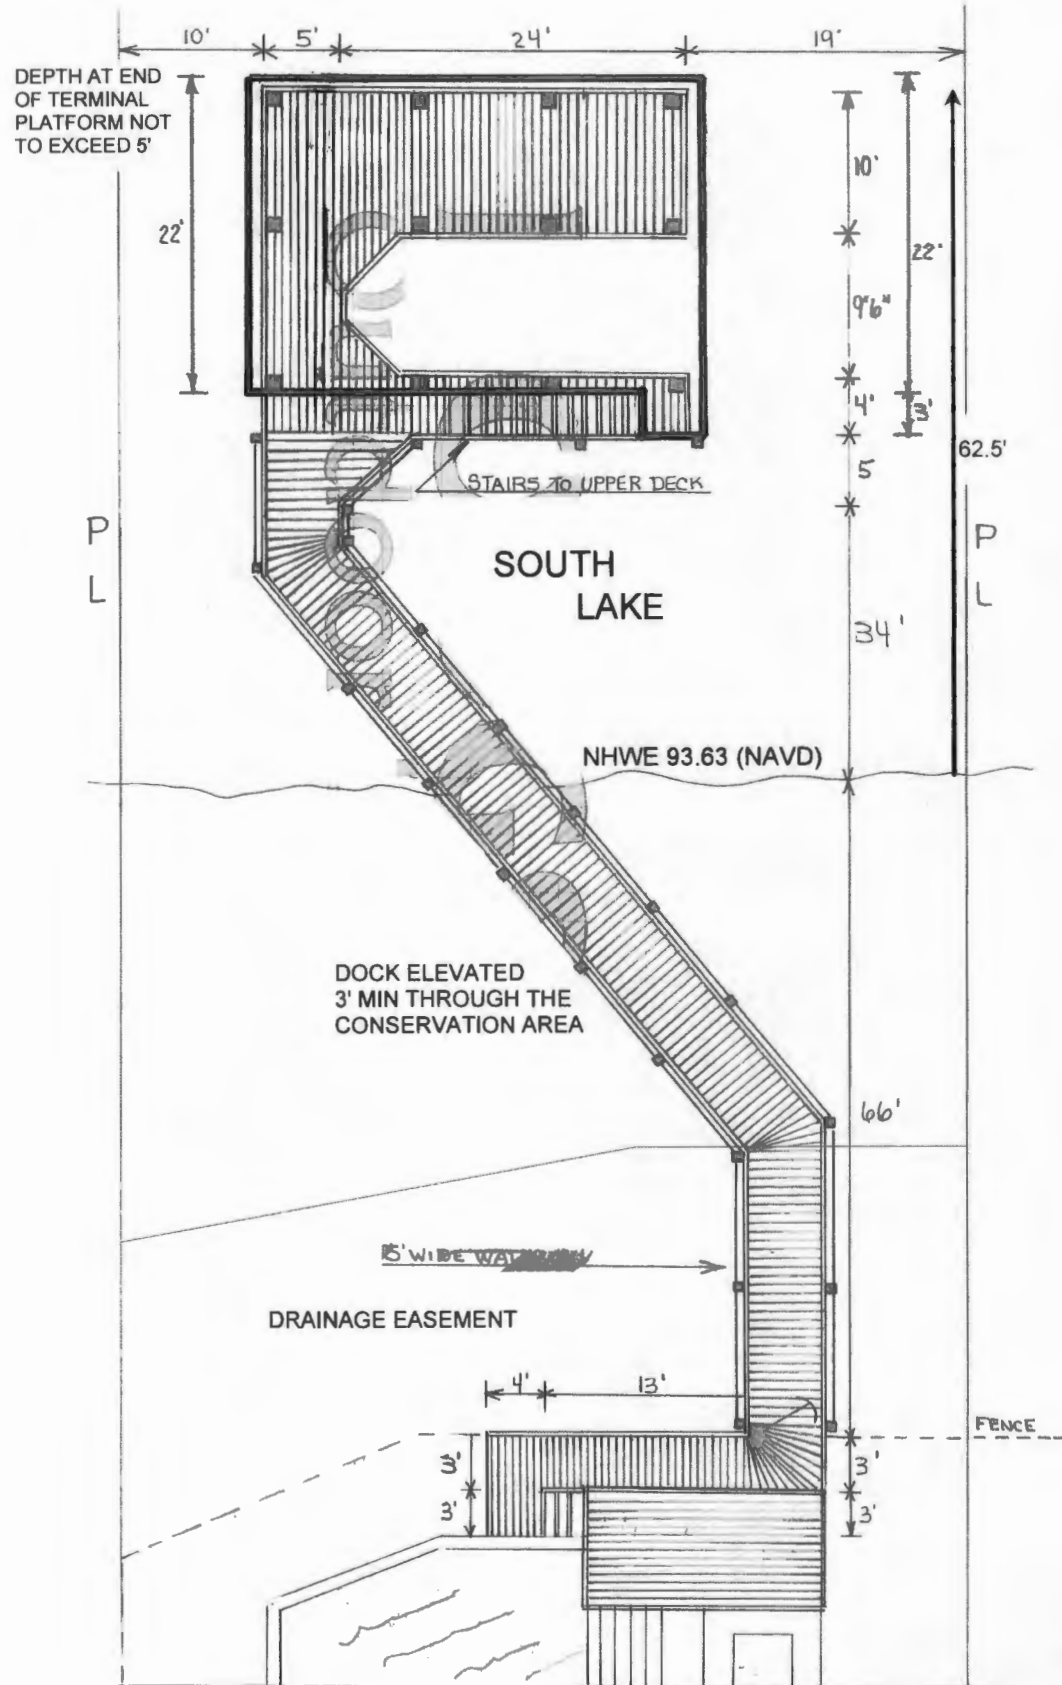 10' 5' 24' 19'
DEPTH AT END
OF TERMINAL
PLATFORM NOT
TO EXCEED 5'
22'
10'
22'
9'6"
4'
3'
62.5'
5
STAIRS TO UPPER DECK
P
L
P
L
SOUTH
LAKE
34'
NHWE 93.63 (NAVD)
DOCK ELEVATED
3' MIN THROUGH THE
CONSERVATION AREA
66'
5' WIDE
DRAINAGE EASEMENT
4' 13'
FENCE
3'
3'
3'
3'